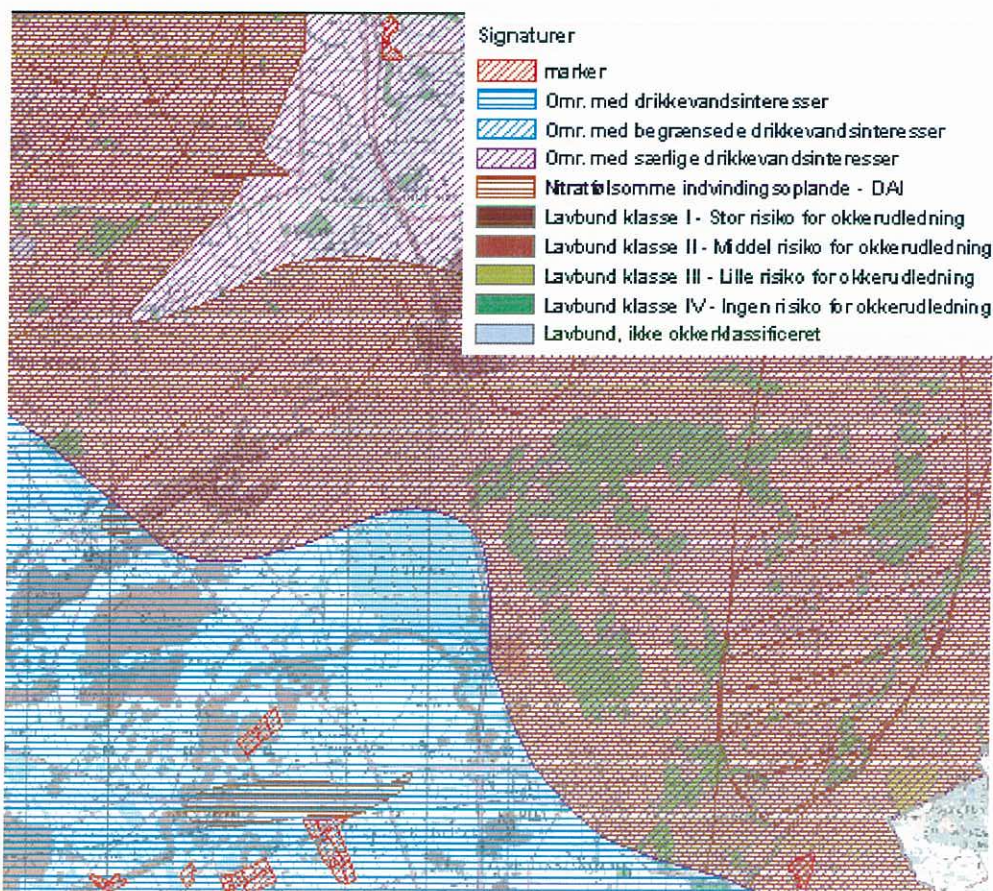 Signaturer
marker
Omr. med drikkevandsinteresser
Omr. med begrænsede drikkevandsinteresser
Omr. med særlige drikkevandsinteresser
Nitratfølsomme indvindingsoplande - DAI
Lavbund klasse I - Stor risiko for okkerudledning
Lavbund klasse II - Middel risiko for okkerudledning
Lavbund klasse III - Lille risiko for okkerudledning
Lavbund klasse IV - Ingen risiko for okkerudledning
Lavbund, ikke okkerklassificeret